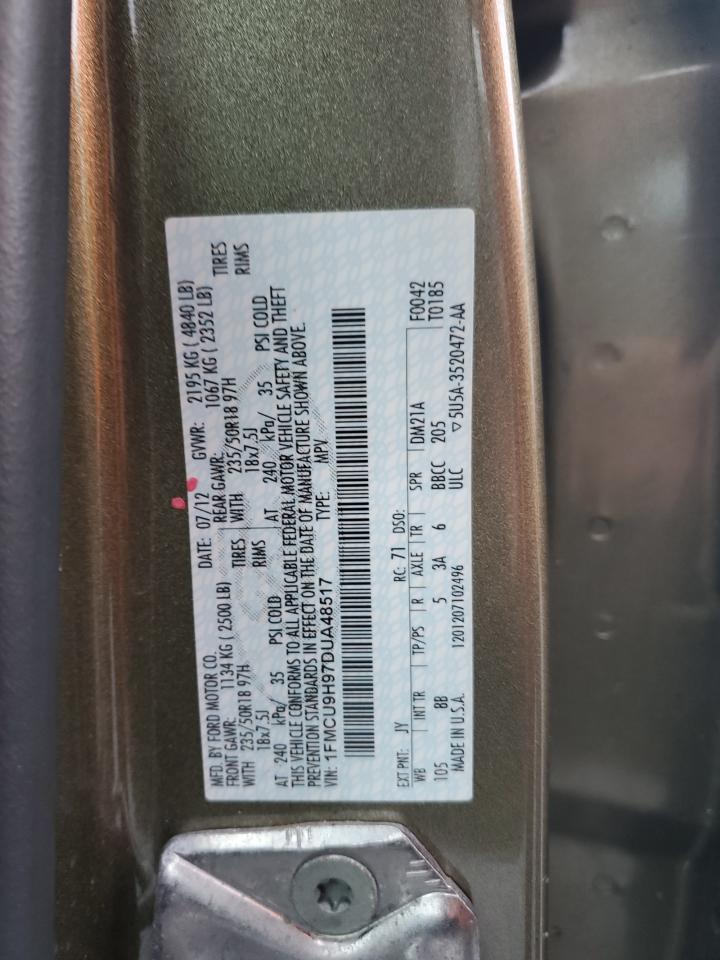 MFD. BY FORD MOTOR CO. DATE: 07/12 GVWR: 2195 KG ( 4840 LB)
FRONT GAWR: 1134 KG ( 2500 LB) REAR GAWR: 1067 KG ( 2352 LB)
WITH 235/50R18 97H TIRES WITH 235/50R18 97H TIRES
18x7.5J RIMS 18x7.5J RIMS
AT 240 kPa/ 35 PSI COLD AT 240 kPa/ 35 PSI COLD
THIS VEHICLE CONFORMS TO ALL APPLICABLE FEDERAL MOTOR VEHICLE SAFETY AND THEFT
PREVENTION STANDARDS IN EFFECT ON THE DATE OF MANUFACTURE SHOWN ABOVE.
VIN: 1FMCU9H97DUA48517 TYPE: MPV
EXT PNT: JY RC: 71 DSO: F0042
WB INT TR TP/PS R AXLE TR SPR DM21A T0185
105 8B 5 3A 6 BBCC 205
MADE IN U.S.A. 1201207102496 ULC ▽5U5A-3520472-AA